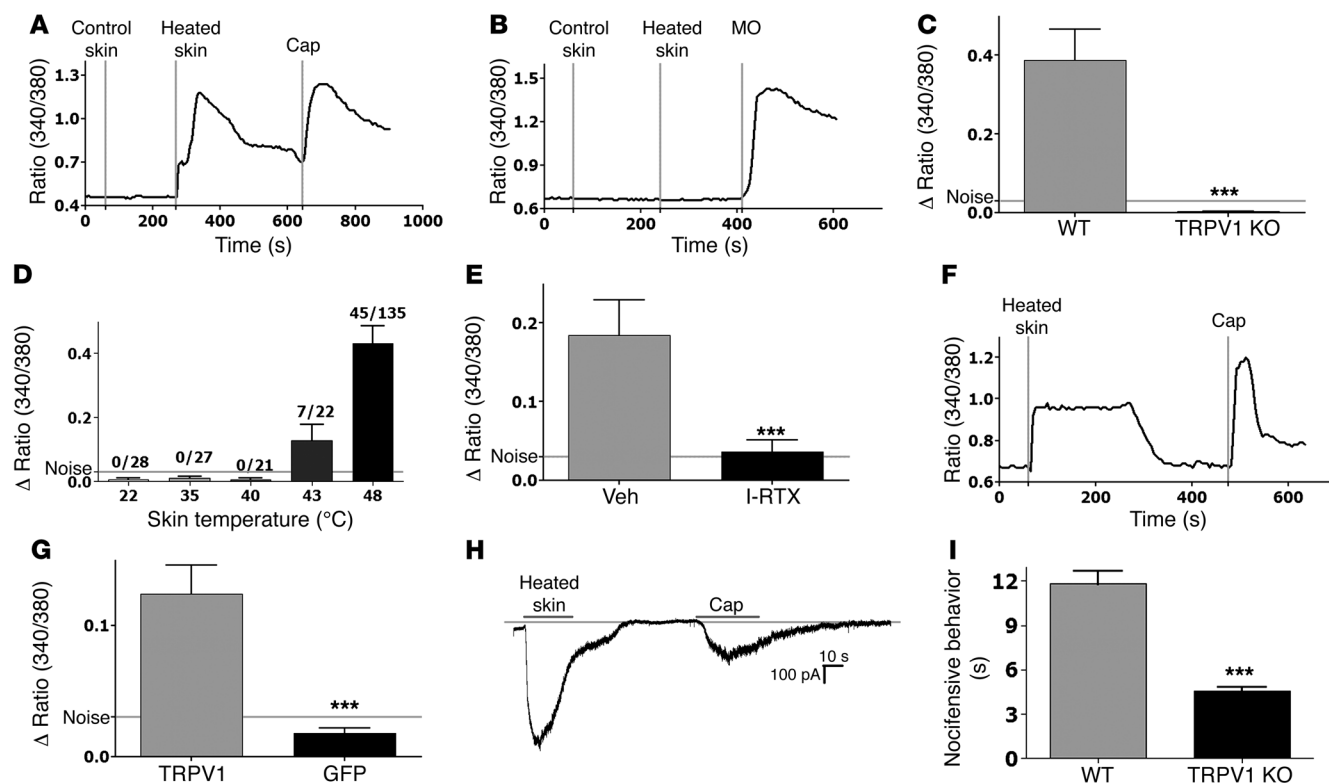 A
Control
skin
Heated
skin
Cap
Ratio (340/380)
1.3
1.0
0.7
0.4
0 200 400 600 800 1000
Time (s)
B
Control
skin
Heated
skin
MO
Ratio (340/380)
1.5
1.2
0.9
0.6
0 200 400 600
Time (s)
C
Δ Ratio (340/380)
0.4
0.2
Noise
0.0
***
WT TRPV1 KO
D
Δ Ratio (340/380)
0.4
0.2
Noise
0.0
0/28 0/27 0/21 7/22 45/135
22 35 40 43 48
Skin temperature (°C)
E
Δ Ratio (340/380)
0.2
0.1
Noise
0.0
***
Veh I-RTX
F
Heated
skin
Cap
Ratio (340/380)
1.2
1.0
0.8
0.6
0 200 400 600
Time (s)
G
Δ Ratio (340/380)
0.1
Noise
0.0
***
TRPV1 GFP
H
Heated
skin
Cap
10 s
100 pA
I
Nocifensive behavior
(s)
12
9
6
3
0
***
WT TRPV1 KO